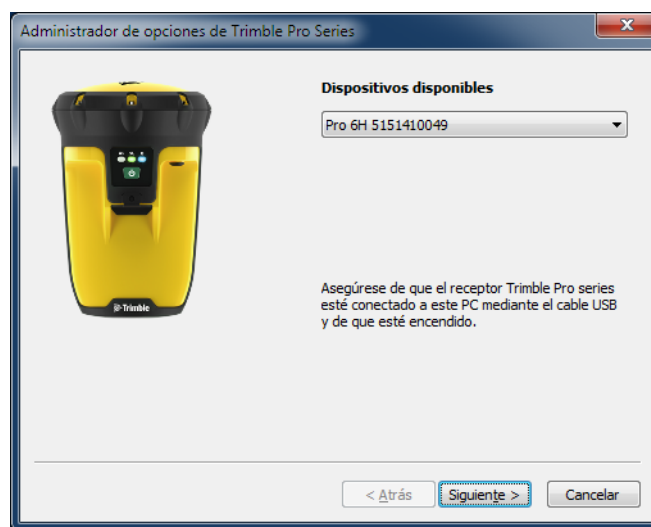 Administrador de opciones de Trimble Pro Series
Dispositivos disponibles
Pro 6H 5151410049
Asegúrese de que el receptor Trimble Pro series
esté conectado a este PC mediante el cable USB
y de que esté encendido.
Trimble
< Atrás
Siguiente >
Cancelar